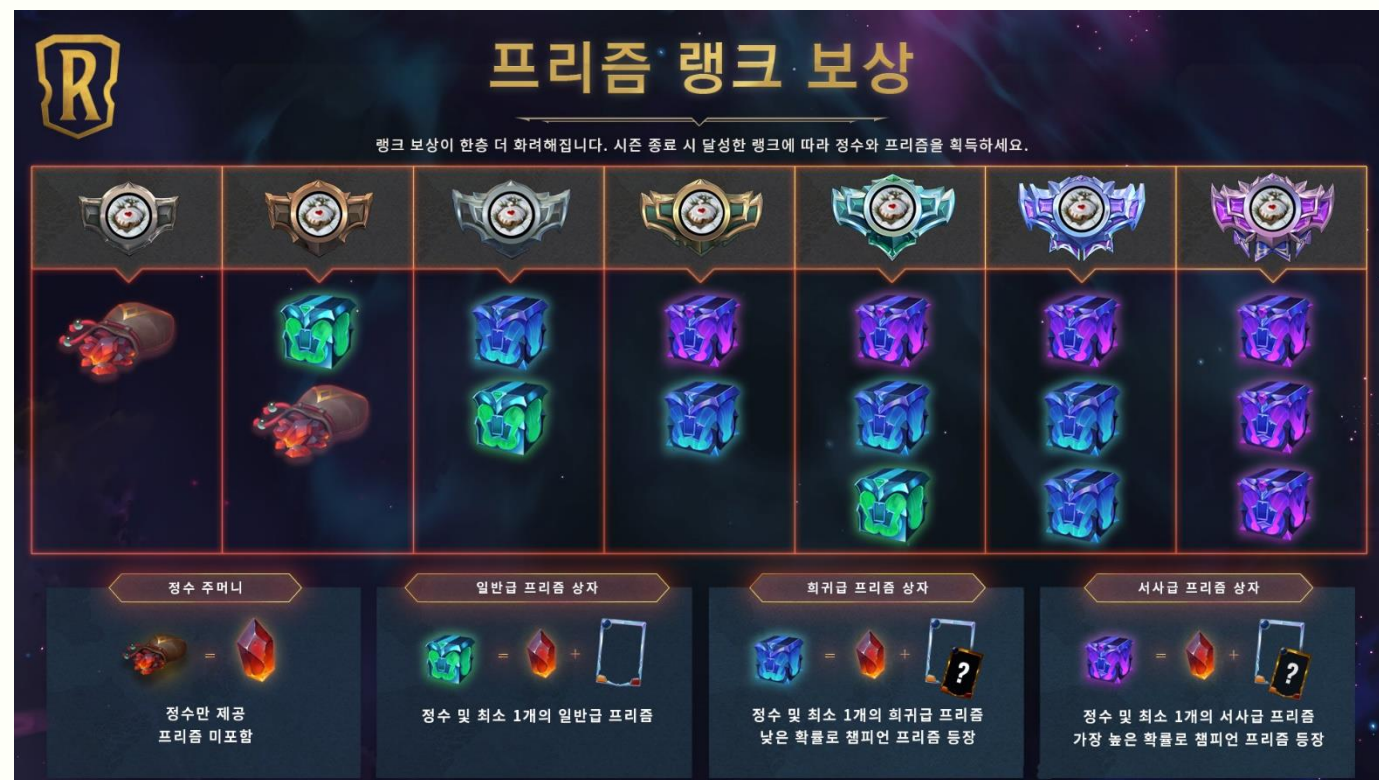 R
프리즘 랭크 보상
랭크 보상이 한층 더 화려해집니다. 시즌 종료 시 달성한 랭크에 따라 정수와 프리즘을 획득하세요.
정수 주머니
=
정수만 제공
프리즘 미포함
일반급 프리즘 상자
= +
정수 및 최소 1개의 일반급 프리즘
희귀급 프리즘 상자
= + ?
정수 및 최소 1개의 희귀급 프리즘
낮은 확률로 챔피언 프리즘 등장
서사급 프리즘 상자
= + ?
정수 및 최소 1개의 서사급 프리즘
가장 높은 확률로 챔피언 프리즘 등장